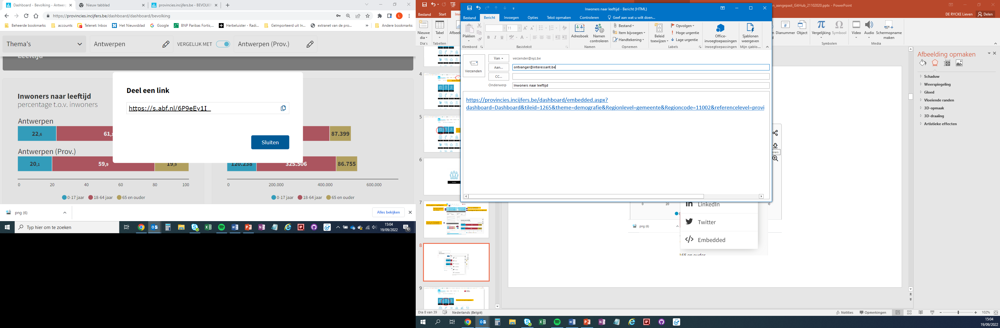 Dashboard - Bevolking - Antwerp
Nieuw tabblad
provincies.incijfers.be - BEVOLKIN
https://provincies.incijfers.be/dashboard/dashboard/bevolking
Beheerde bookmarks
accounts
Telenet: Inbox
Het Nieuwsblad
Google
BNP Paribas Fortis,...
Herbeluister - Radi...
Geïmporteerd uit In...
extranet van de pro...
»
Andere bookmarks
Thema's
Antwerpen
VERGELIJK MET
Antwerpen (Prov.)
Leeftijd
Inwoners naar leeftijd
percentage t.o.v. inwoners
Deel een link
https://s.abf.nl/6P9eEy1I
Sluiten
Antwerpen
22,6
61,
87.399
Antwerpen (Prov.)
20,1
59,9
19,9
120.238
325.506
86.755
0 20 40 60 80 100
0 200.000 400.000 600.000
0-17 jaar 18-64 jaar 65 en ouder
0-17 jaar 18-64 jaar 65 en ouder
png (6)
Alles bekijken
Typ hier om te zoeken
15:04
19/09/2022
10
_aangepast_GitHub_21102020.pptx - PowerPoint
Bestand
Start
Invo
DE RYCKE Lieven
Delen
Nieuwe
dia
Dia's
Tabel
Tabellen
Afbeel
Dianummer
Object
Vergelijking
Symbool
Symbolen
Video
Audio
Schermopname
maken
Media
Inwoners naar leeftijd - Bericht (HTML)
Bestand
Bericht
Invoegen
Opties
Tekst opmaken
Controleren
Geef aan wat u wilt doen...
Plakken
Klembord
11
B I U
Basistekst
Adresboek
Namen
controleren
Namen
Bestand
Item bijvoegen
Handtekening
Opnemen
Beleid
toewijzen
Opvolgen
Hoge urgentie
Lage urgentie
Labels
Office-
invoegtoepassingen
Invoegtoepassingen
Sjablonen
weergeven
Mijn sjablo...
Verzenden
Van
verzender@xyz.be
Aan...
ontvanger@interessant.be
CC...
Onderwerp
Inwoners naar leeftijd
https://provincies.incijfers.be/dashboard/embedded.aspx?
dashboard=Dashboard&tileid=1265&theme=demografie&Regionlevel=gemeente&Regioncode=11002&referencelevel=provi
4
5
6
7
8
9
0
20
LinkedIn
Twitter
Embedded
65 en ouder
png (6)
Afbeelding opmaken
Schaduw
Weerspiegeling
Gloed
Vloeiende randen
3D-opmaak
3D-draaiing
Artistieke effecten
Dia 8 van 39
Nederlands (België)
Notities
Opmerkingen
102%
15:04
19/09/2022